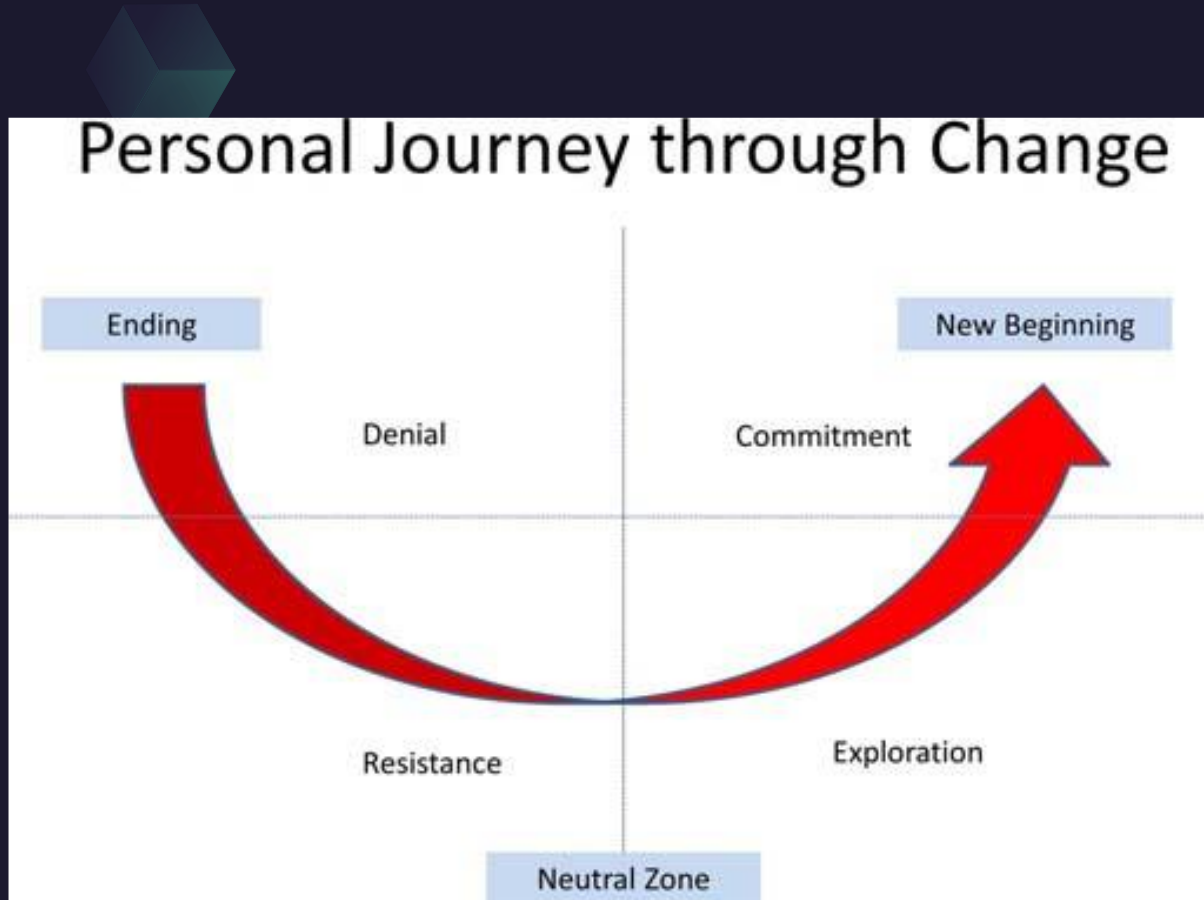 Personal Journey through Change
Ending
New Beginning
Denial
Commitment
Resistance
Exploration
Neutral Zone